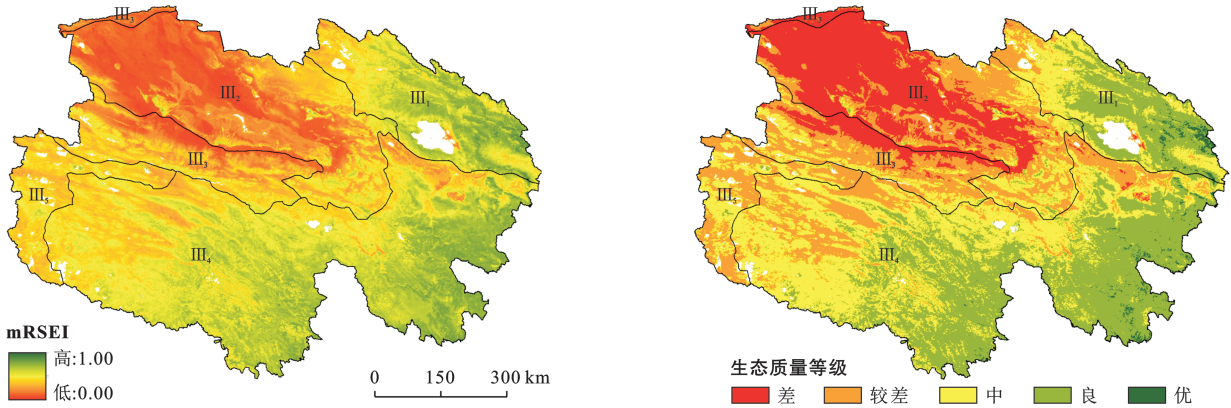 III₃
III₂
III₁
III₃
III₅
III₄
mRSEI
高:1.00
低:0.00
0 150 300 km
III₃
III₂
III₁
III₃
III₅
III₄
生态质量等级
差 较差 中 良 优